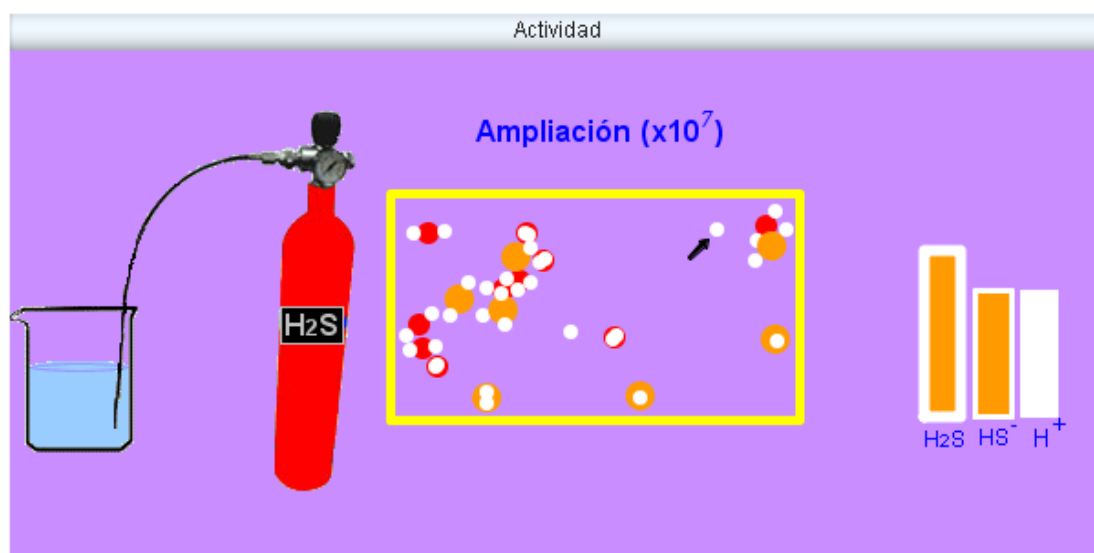 Actividad
Ampliación (x10⁷)
H₂S
H₂S HS⁻ H⁺